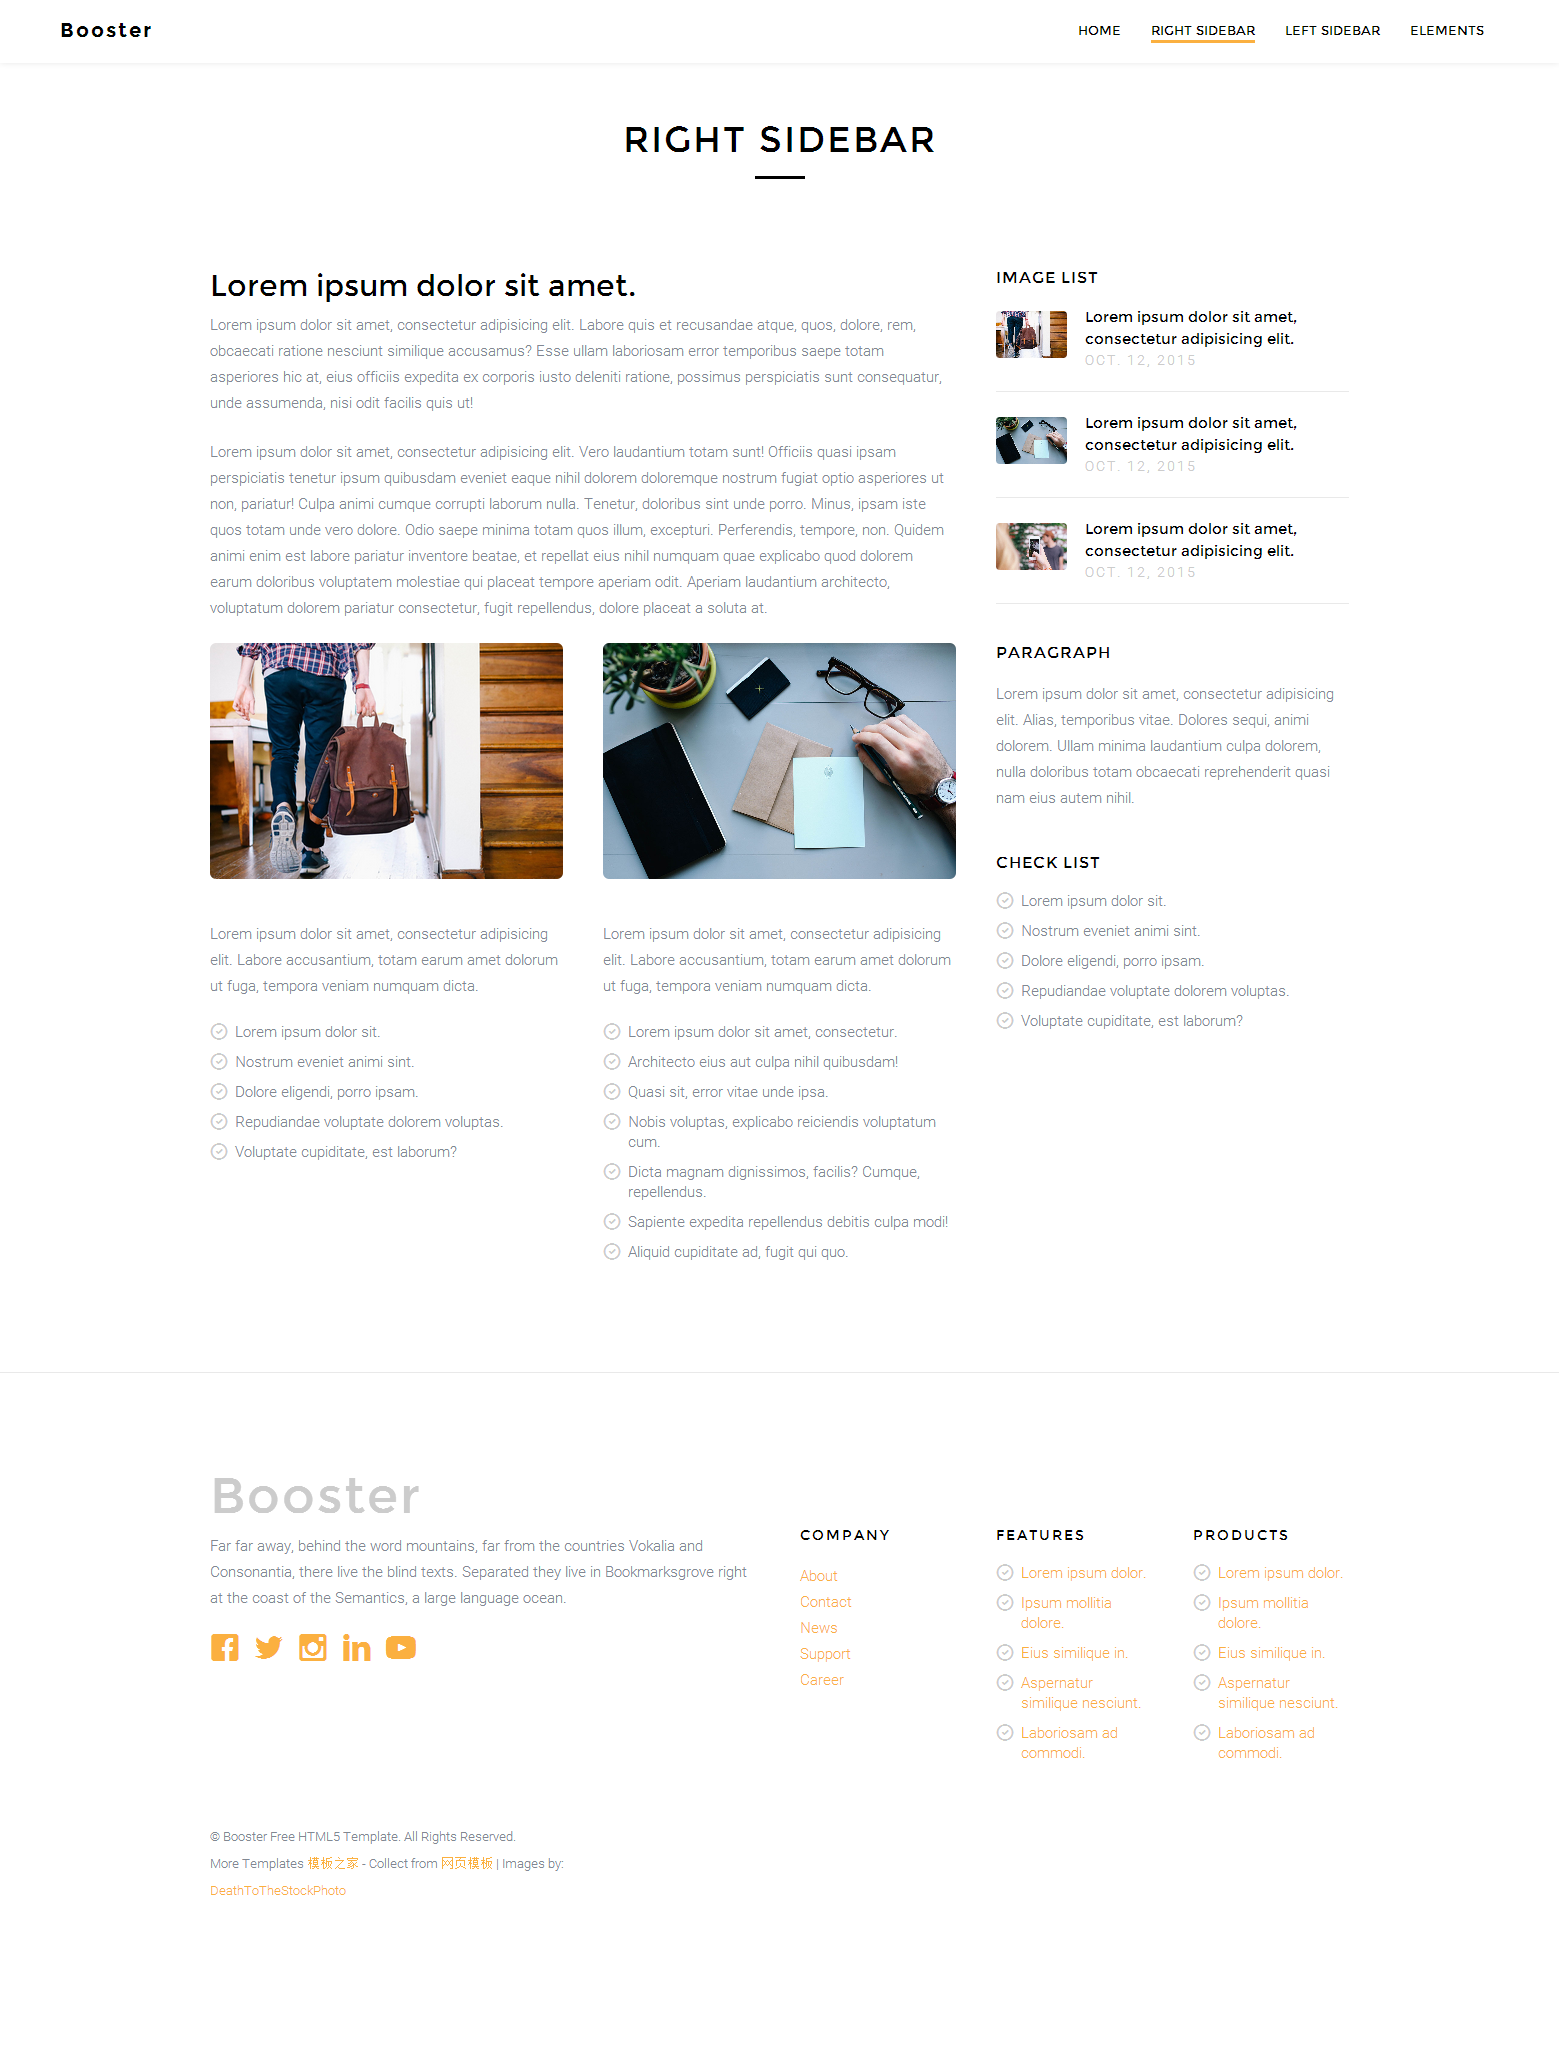 Booster
HOME
RIGHT SIDEBAR
LEFT SIDEBAR
ELEMENTS
RIGHT SIDEBAR
Lorem ipsum dolor sit amet.
Lorem ipsum dolor sit amet, consectetur adipisicing elit. Labore quis et recusandae atque, quos, dolore, rem,
obcaecati ratione nesciunt similique accusamus? Esse ullam laboriosam error temporibus saepe totam
asperiores hic at, eius officiis expedita ex corporis iusto deleniti ratione, possimus perspiciatis sunt consequatur,
unde assumenda, nisi odit facilis quis ut!
Lorem ipsum dolor sit amet, consectetur adipisicing elit. Vero laudantium totam sunt! Officiis quasi ipsam
perspiciatis tenetur ipsum quibusdam eveniet eaque nihil dolorem doloremque nostrum fugiat optio asperiores ut
non, pariatur! Culpa animi cumque corrupti laborum nulla. Tenetur, doloribus sint unde porro. Minus, ipsam iste
quos totam unde vero dolore. Odio saepe minima totam quos illum, excepturi. Perferendis, tempore, non. Quidem
animi enim est labore pariatur inventore beatae, et repellat eius nihil numquam quae explicabo quod dolorem
earum doloribus voluptatem molestiae qui placeat tempore aperiam odit. Aperiam laudantium architecto,
voluptatum dolorem pariatur consectetur, fugit repellendus, dolore placeat a soluta at.
Lorem ipsum dolor sit amet, consectetur adipisicing
elit. Labore accusantium, totam earum amet dolorum
ut fuga, tempora veniam numquam dicta.
Lorem ipsum dolor sit.
Nostrum eveniet animi sint.
Dolore eligendi, porro ipsam.
Repudiandae voluptate dolorem voluptas.
Voluptate cupiditate, est laborum?
Lorem ipsum dolor sit amet, consectetur adipisicing
elit. Labore accusantium, totam earum amet dolorum
ut fuga, tempora veniam numquam dicta.
Lorem ipsum dolor sit amet, consectetur.
Architecto eius aut culpa nihil quibusdam!
Quasi sit, error vitae unde ipsa.
Nobis voluptas, explicabo reiciendis voluptatum
cum.
Dicta magnam dignissimos, facilis? Cumque,
repellendus.
Sapiente expedita repellendus debitis culpa modi!
Aliquid cupiditate ad, fugit qui quo.
IMAGE LIST
Lorem ipsum dolor sit amet,
consectetur adipisicing elit.
OCT. 12, 2015
Lorem ipsum dolor sit amet,
consectetur adipisicing elit.
OCT. 12, 2015
Lorem ipsum dolor sit amet,
consectetur adipisicing elit.
OCT. 12, 2015
PARAGRAPH
Lorem ipsum dolor sit amet, consectetur adipisicing
elit. Alias, temporibus vitae. Dolores sequi, animi
dolorem. Ullam minima laudantium culpa dolorem,
nulla doloribus totam obcaecati reprehenderit quasi
nam eius autem nihil.
CHECK LIST
Lorem ipsum dolor sit.
Nostrum eveniet animi sint.
Dolore eligendi, porro ipsam.
Repudiandae voluptate dolorem voluptas.
Voluptate cupiditate, est laborum?
Booster
Far far away, behind the word mountains, far from the countries Vokalia and
Consonantia, there live the blind texts. Separated they live in Bookmarksgrove right
at the coast of the Semantics, a large language ocean.
COMPANY
About
Contact
News
Support
Career
FEATURES
Lorem ipsum dolor.
Ipsum mollitia
dolore.
Eius similique in.
Aspernatur
similique nesciunt.
Laboriosam ad
commodi.
PRODUCTS
Lorem ipsum dolor.
Ipsum mollitia
dolore.
Eius similique in.
Aspernatur
similique nesciunt.
Laboriosam ad
commodi.
© Booster Free HTML5 Template. All Rights Reserved.
More Templates 模板之家 - Collect from 网页模板 | Images by:
DeathToTheStockPhoto